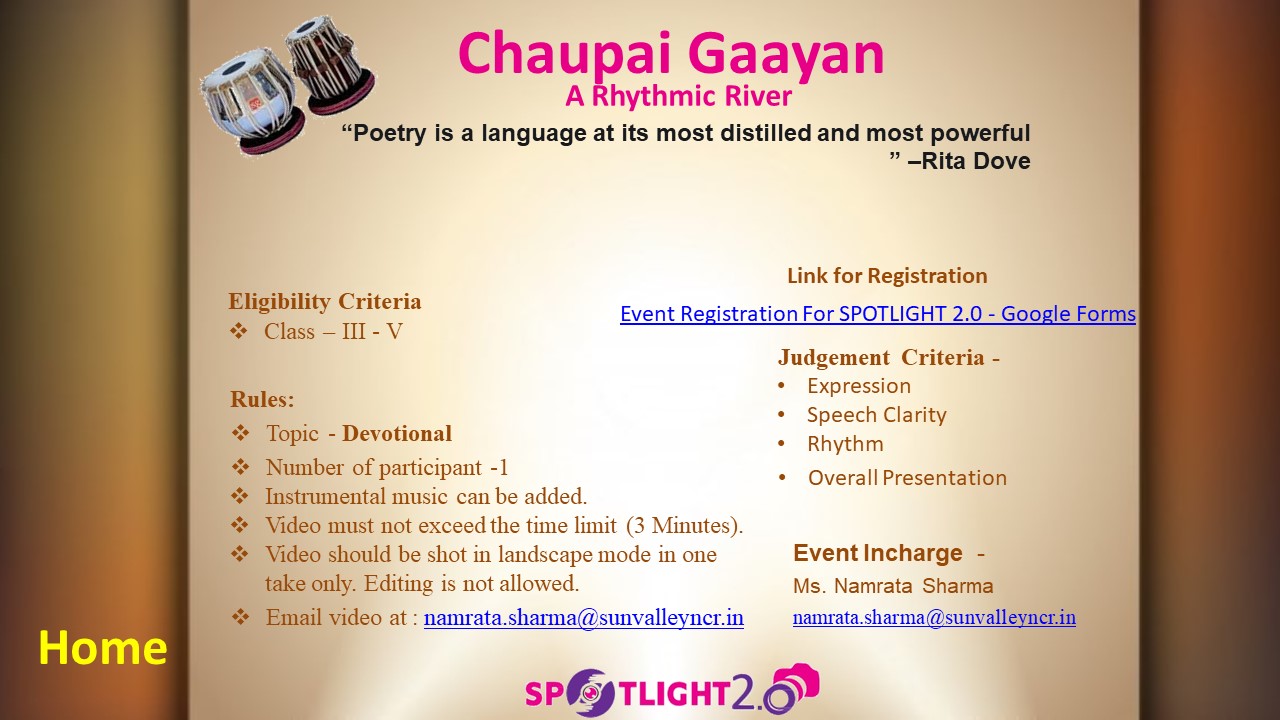 Chaupai Gaayan
A Rhythmic River
“Poetry is a language at its most distilled and most powerful
” –Rita Dove
Eligibility Criteria
❖ Class – III - V
Rules:
❖ Topic - Devotional
❖ Number of participant -1
❖ Instrumental music can be added.
❖ Video must not exceed the time limit (3 Minutes).
❖ Video should be shot in landscape mode in one
take only. Editing is not allowed.
❖ Email video at : namrata.sharma@sunvalleyncr.in
Link for Registration
Event Registration For SPOTLIGHT 2.0 - Google Forms
Judgement Criteria -
• Expression
• Speech Clarity
• Rhythm
• Overall Presentation
Event Incharge -
Ms. Namrata Sharma
namrata.sharma@sunvalleyncr.in
Home
SPOTLIGHT 2.0